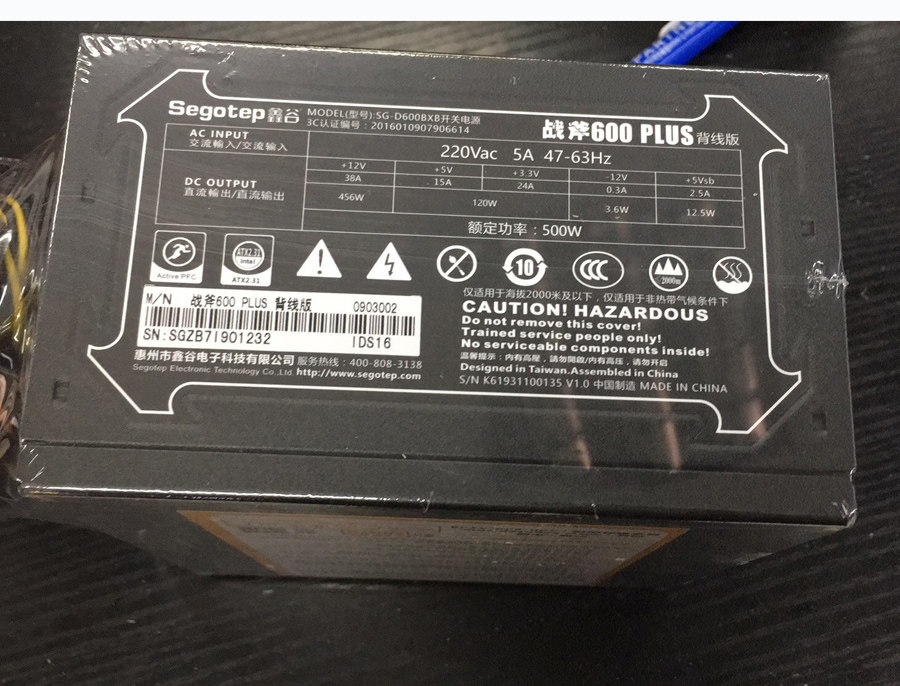 Segotep鑫谷 MODEL(型号):SG-D600BXB开关电源
3C认证编号：2016010907906614
战斧600 PLUS背线版
AC INPUT
交流輸入/交流输入
220Vac 5A 47-63Hz
DC OUTPUT
直流輸出/直流输出
+12V +5V +3.3V -12V +5Vsb
38A 15A 24A 0.3A 2.5A
456W 120W 3.6W 12.5W
额定功率：500W
Active PFC
ATX2.31
intel
ATX2.31
10
CCC
2000m
仅适用于海拔2000米及以下，仅适用于非热带气候条件下
M/N 战斧600 PLUS 背线版 0903002
SN:SGZB7I901232 IDS16
CAUTION! HAZARDOUS
Do not remove this cover!
Trained service people only!
No serviceable components inside!
温馨提示：内有高壓，請勿開啟/内有高压，请勿开启
Designed in Taiwan.Assembled in China
S/N K61931100135 V1.0 中国制造 MADE IN CHINA
惠州市鑫谷电子科技有限公司 服务热线：400-808-3138
Segotep Electronic Technology Co.,Ltd http://www.segotep.com